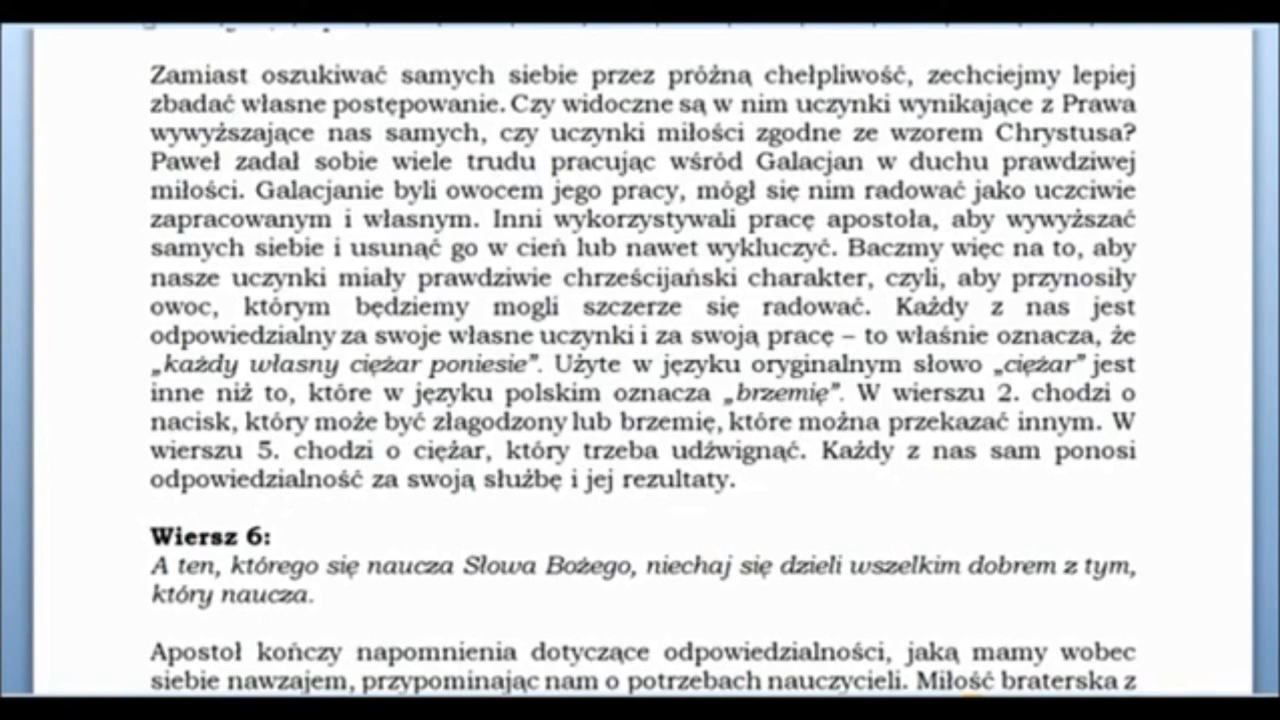 Zamiast oszukiwać samych siebie przez próżną chełpliwość, zechciejmy lepiej
zbadać własne postępowanie. Czy widoczne są w nim uczynki wynikające z Prawa
wywyższające nas samych, czy uczynki miłości zgodne ze wzorem Chrystusa?
Paweł zadał sobie wiele trudu pracując wśród Galacjan w duchu prawdziwej
miłości. Galacjanie byli owocem jego pracy, mógł się nim radować jako uczciwie
zapracowanym i własnym. Inni wykorzystywali pracę apostoła, aby wywyższać
samych siebie i usunąć go w cień lub nawet wykluczyć. Baczmy więc na to, aby
nasze uczynki miały prawdziwie chrześcijański charakter, czyli, aby przynosiły
owoc, którym będziemy mogli szczerze się radować. Każdy z nas jest
odpowiedzialny za swoje własne uczynki i za swoją pracę – to właśnie oznacza, że
„każdy własny ciężar poniesie”. Użyte w języku oryginalnym słowo „ciężar” jest
inne niż to, które w języku polskim oznacza „brzemię”. W wierszu 2. chodzi o
nacisk, który może być złagodzony lub brzemię, które można przekazać innym. W
wierszu 5. chodzi o ciężar, który trzeba udźwignąć. Każdy z nas sam ponosi
odpowiedzialność za swoją służbę i jej rezultaty.
Wiersz 6:
A ten, którego się naucza Słowa Bożego, niechaj się dzieli wszelkim dobrem z tym,
który naucza.
Apostoł kończy napomnienia dotyczące odpowiedzialności, jaką mamy wobec
siebie nawzajem, przypominając nam o potrzebach nauczycieli. Miłość braterska z